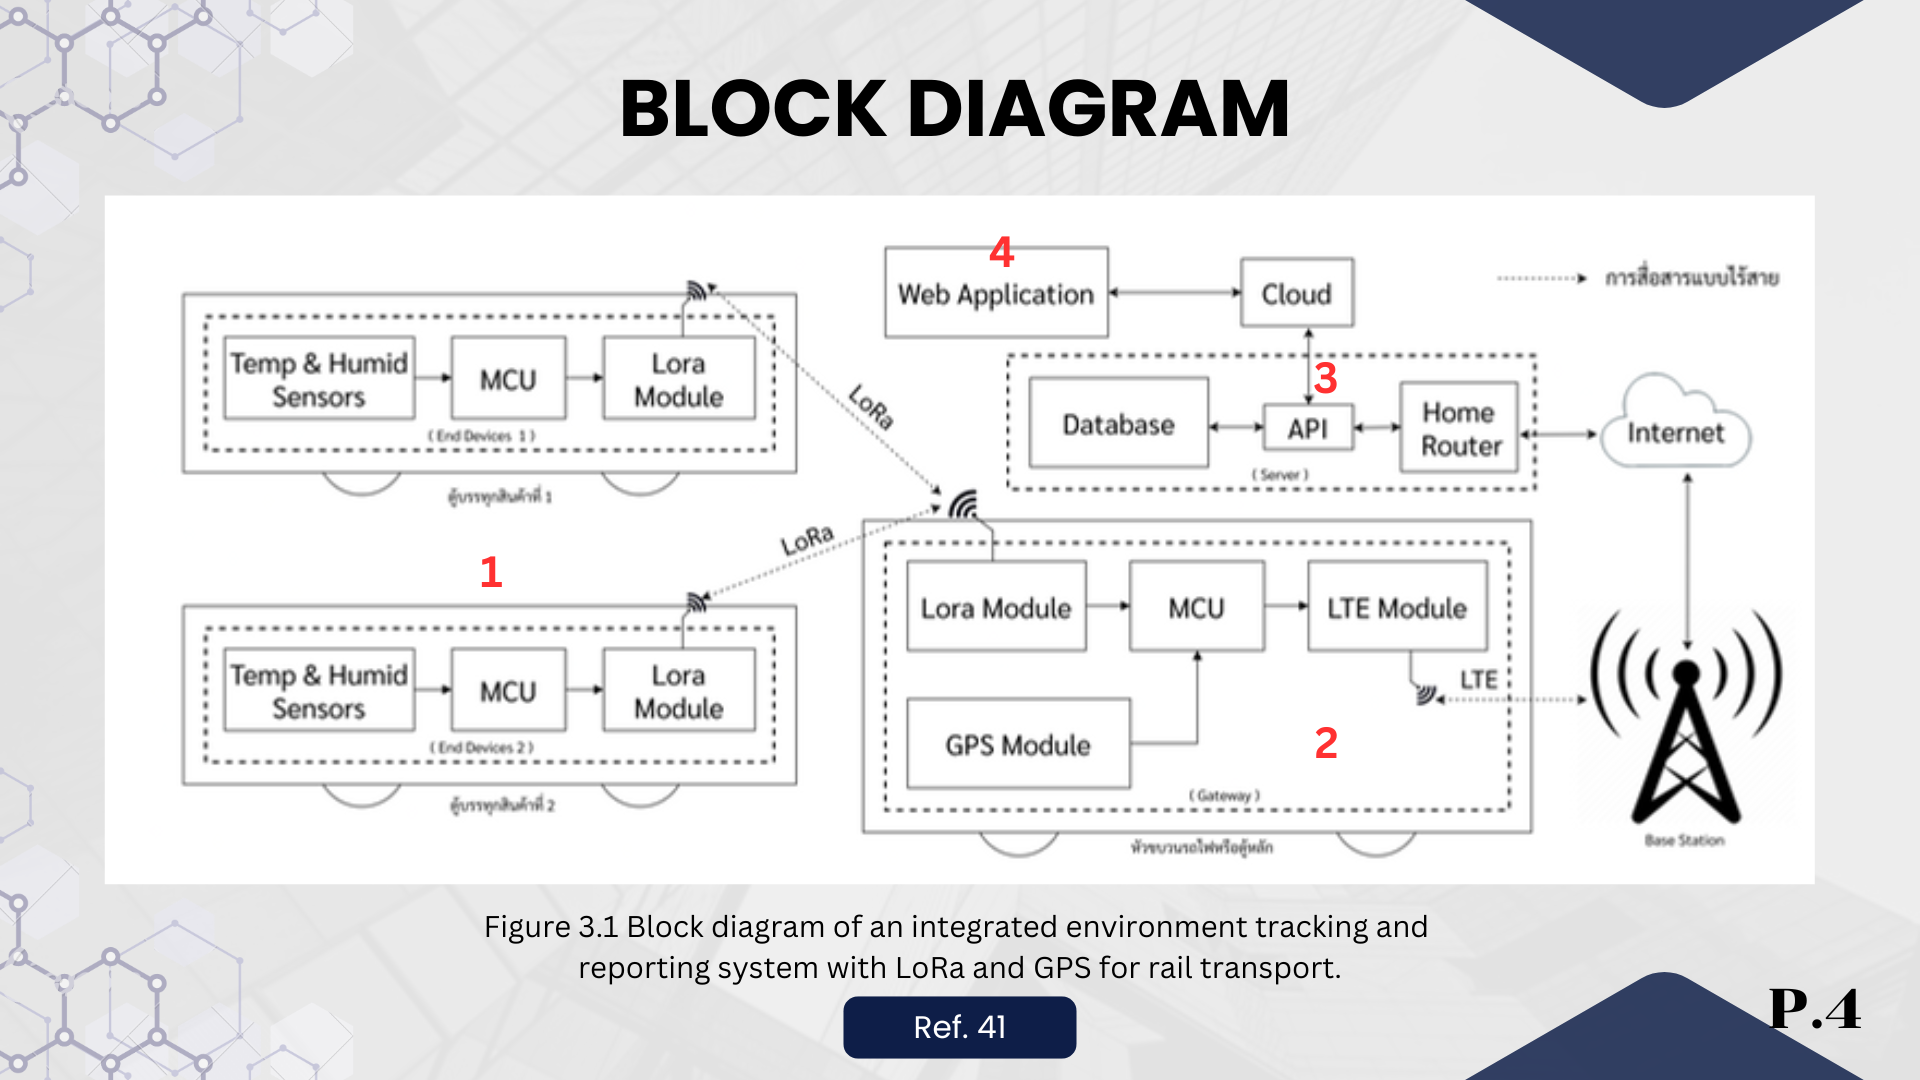 BLOCK DIAGRAM
4
Web Application
Cloud
การสื่อสารแบบไร้สาย
Temp & Humid
Sensors
MCU
Lora
Module
( End Devices 1 )
ตู้บรรทุกสินค้าที่ 1
LoRa
3
Database
API
Home
Router
( Server )
Internet
LoRa
1
Temp & Humid
Sensors
MCU
Lora
Module
( End Devices 2 )
ตู้บรรทุกสินค้าที่ 2
Lora Module
MCU
LTE Module
LTE
GPS Module
2
( Gateway )
หัวขบวนรถไฟหรือตู้หลัก
Base Station
Figure 3.1 Block diagram of an integrated environment tracking and
reporting system with LoRa and GPS for rail transport.
Ref. 41
P.4